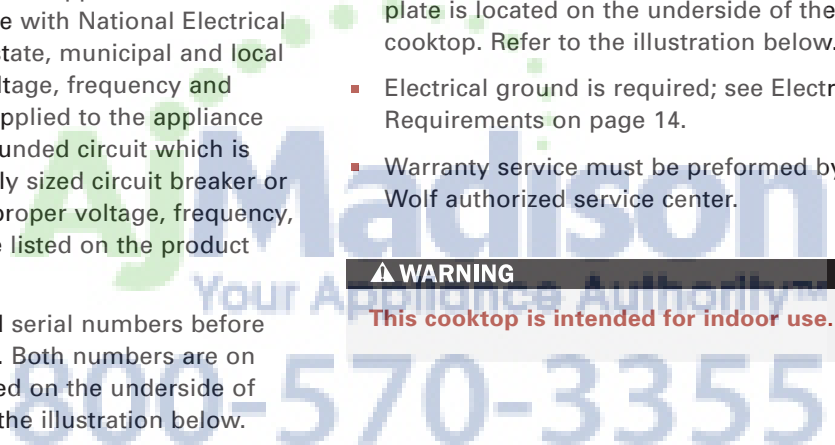 e with National Electrical
state, municipal and local
ltage, frequency and
pplied to the appliance
unded circuit which is
ly sized circuit breaker or
proper voltage, frequency,
e listed on the product
l serial numbers before
. Both numbers are on
ed on the underside of
the illustration below.
plate is located on the underside of the
cooktop. Refer to the illustration below.
Electrical ground is required; see Electr
Requirements on page 14.
Warranty service must be preformed by
Wolf authorized service center.
WARNING
This cooktop is intended for indoor use.
AjMadison
Your Appliance Authority™
800-570-3355